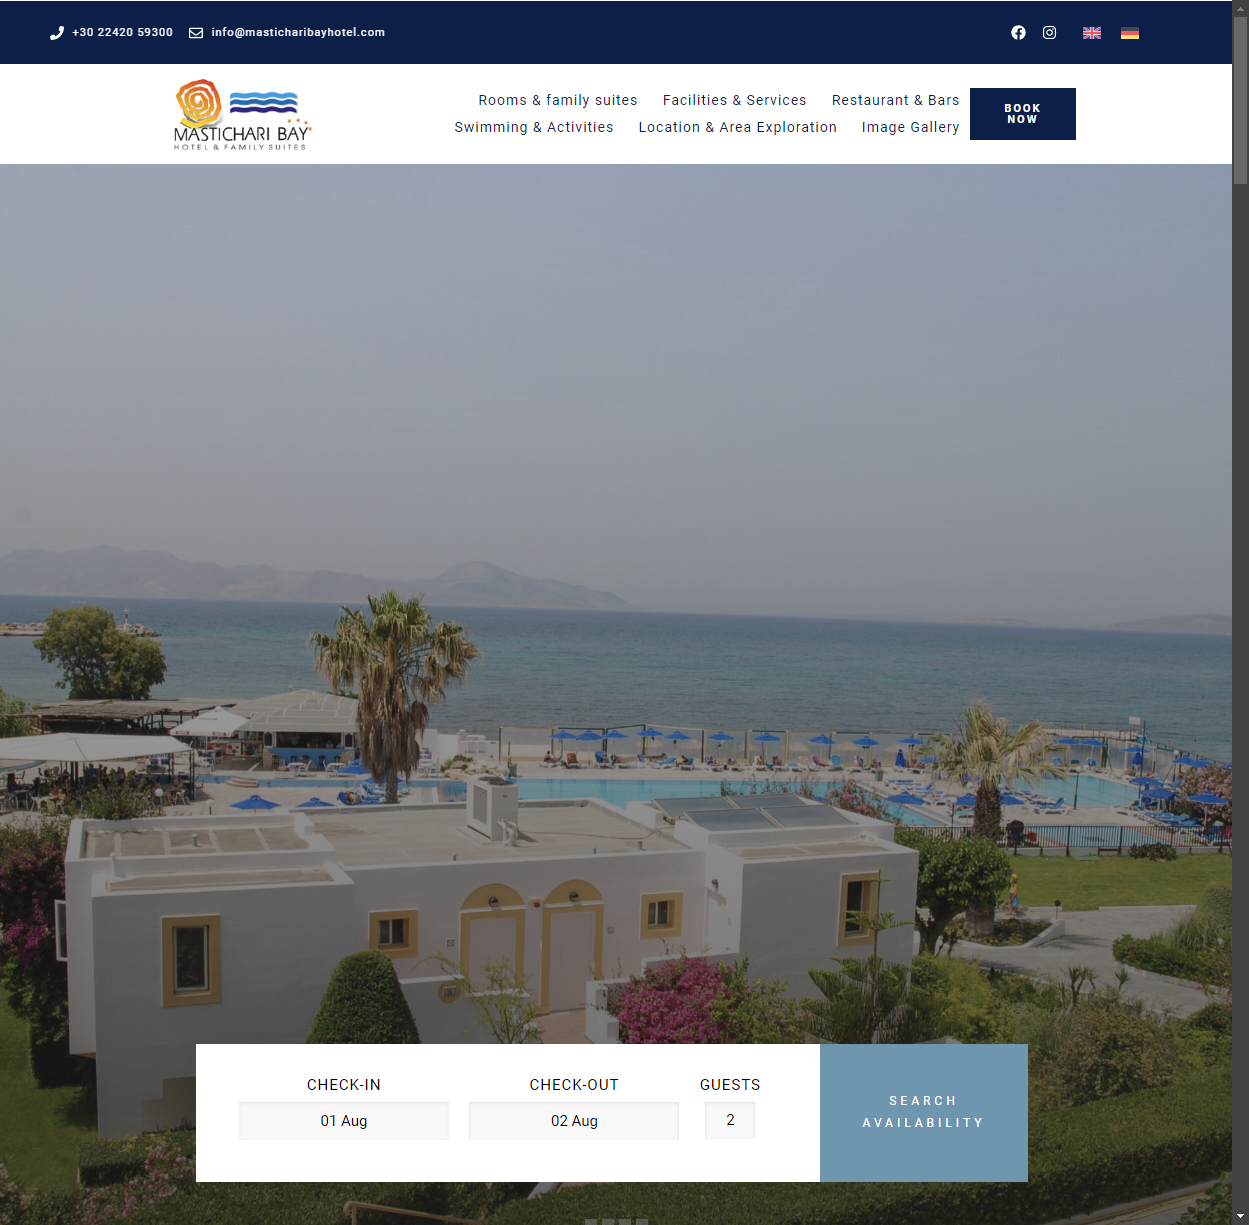 +30 22420 59300
info@masticharibayhotel.com
MASTICHARI BAY
HOTEL & FAMILY SUITES
Rooms & family suites
Facilities & Services
Restaurant & Bars
Swimming & Activities
Location & Area Exploration
Image Gallery
BOOK
NOW
CHECK-IN
CHECK-OUT
GUESTS
01 Aug
02 Aug
2
SEARCH
AVAILABILITY